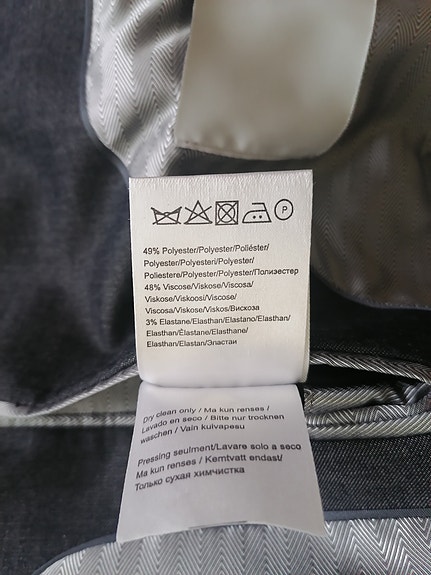 P
49% Polyester/Polyester/Poliéster/
Polyester/Polyesteri/Polyester/
Poliestere/Polyester/Polyester/Полиэстер
48% Viscose/Viskose/Viscosa/
Viskose/Viskoosi/Viscose/
Viscosa/Viskose/Viskos/Вискоза
3% Elastane/Elasthan/Elastano/Elasthan/
Elasthan/Élastane/Elasthane/
Elasthan/Elastan/Эластан
Dry clean only / Ma kun renses /
Lavado en seco / Bitte nur trocknen
waschen / Vain kuivapesu
Pressing seulment/Lavare solo a seco
Ma kun renses / Kemtvatt endast/
Только сухая химчистка